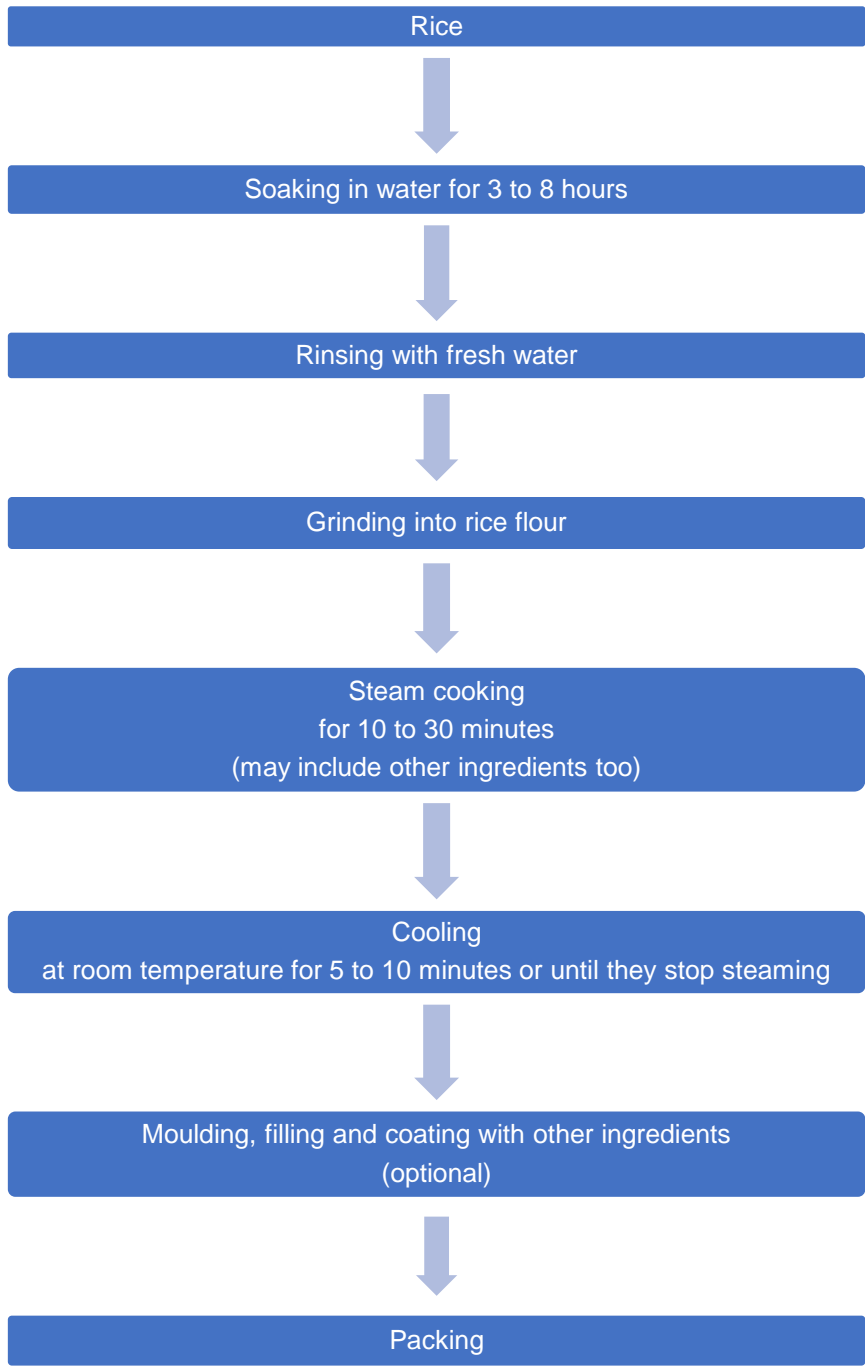 Rice
Soaking in water for 3 to 8 hours
Rinsing with fresh water
Grinding into rice flour
Steam cooking
for 10 to 30 minutes
(may include other ingredients too)
Cooling
at room temperature for 5 to 10 minutes or until they stop steaming
Moulding, filling and coating with other ingredients
(optional)
Packing